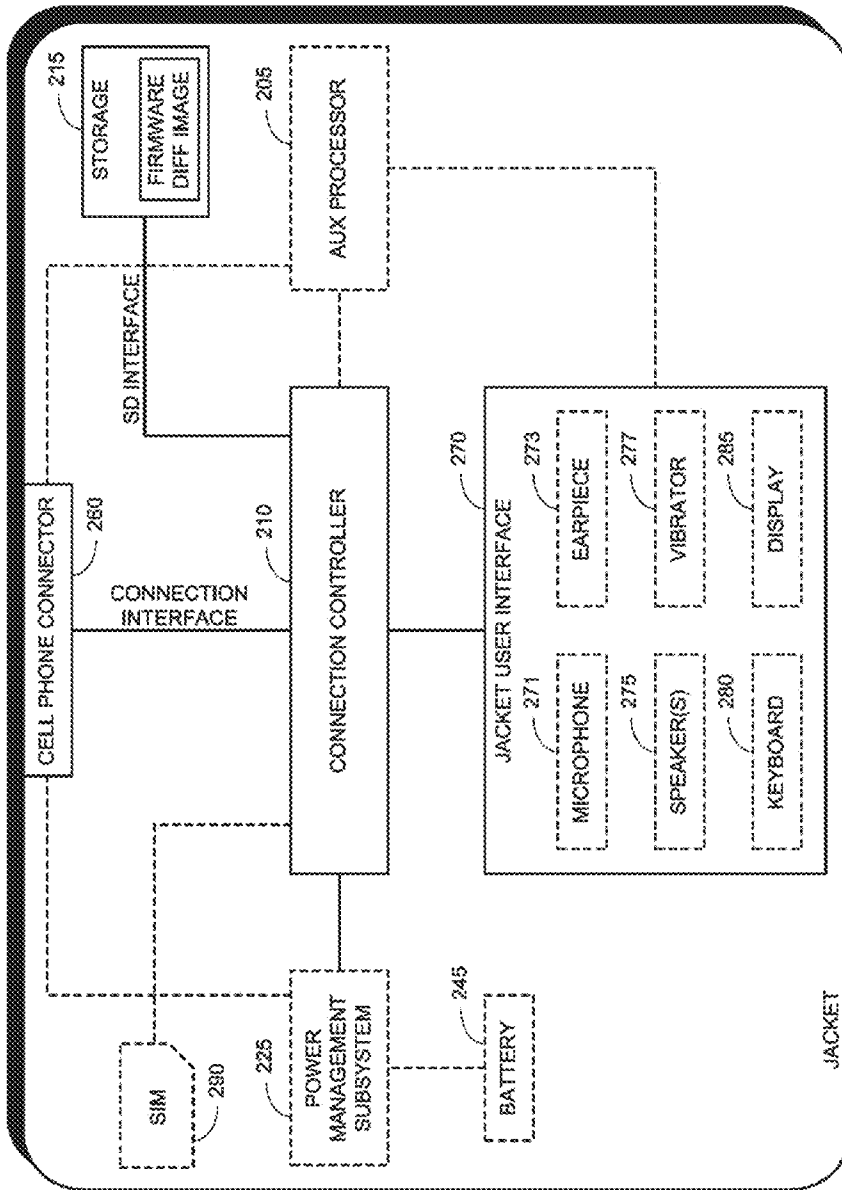 CELL PHONE CONNECTOR
260
STORAGE
215
FIRMWARE
DIFF IMAGE
SD INTERFACE
CONNECTION
INTERFACE
SIM
290
225
POWER
MANAGEMENT
SUBSYSTEM
210
CONNECTION CONTROLLER
205
AUX PROCESSOR
245
BATTERY
270
JACKET USER INTERFACE
271
MICROPHONE
273
EARPIECE
275
SPEAKER(S)
277
VIBRATOR
280
KEYBOARD
285
DISPLAY
JACKET